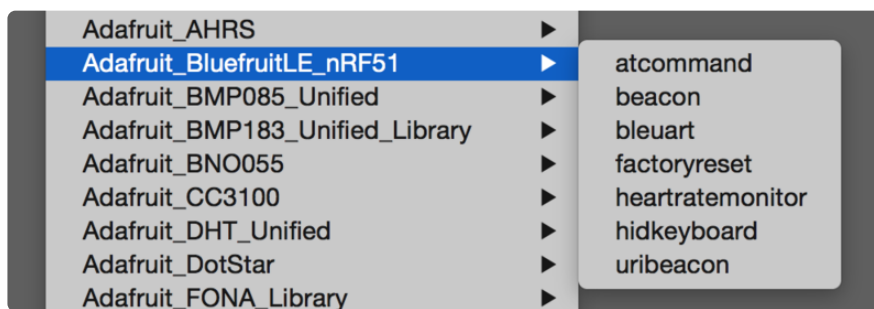 Adafruit_AHRS
Adafruit_BluefruitLE_nRF51
Adafruit_BMP085_Unified
Adafruit_BMP183_Unified_Library
Adafruit_BNO055
Adafruit_CC3100
Adafruit_DHT_Unified
Adafruit_DotStar
Adafruit_FONA_Library
atcommand
beacon
bleuart
factoryreset
heartratemonitor
hidkeyboard
uribeacon